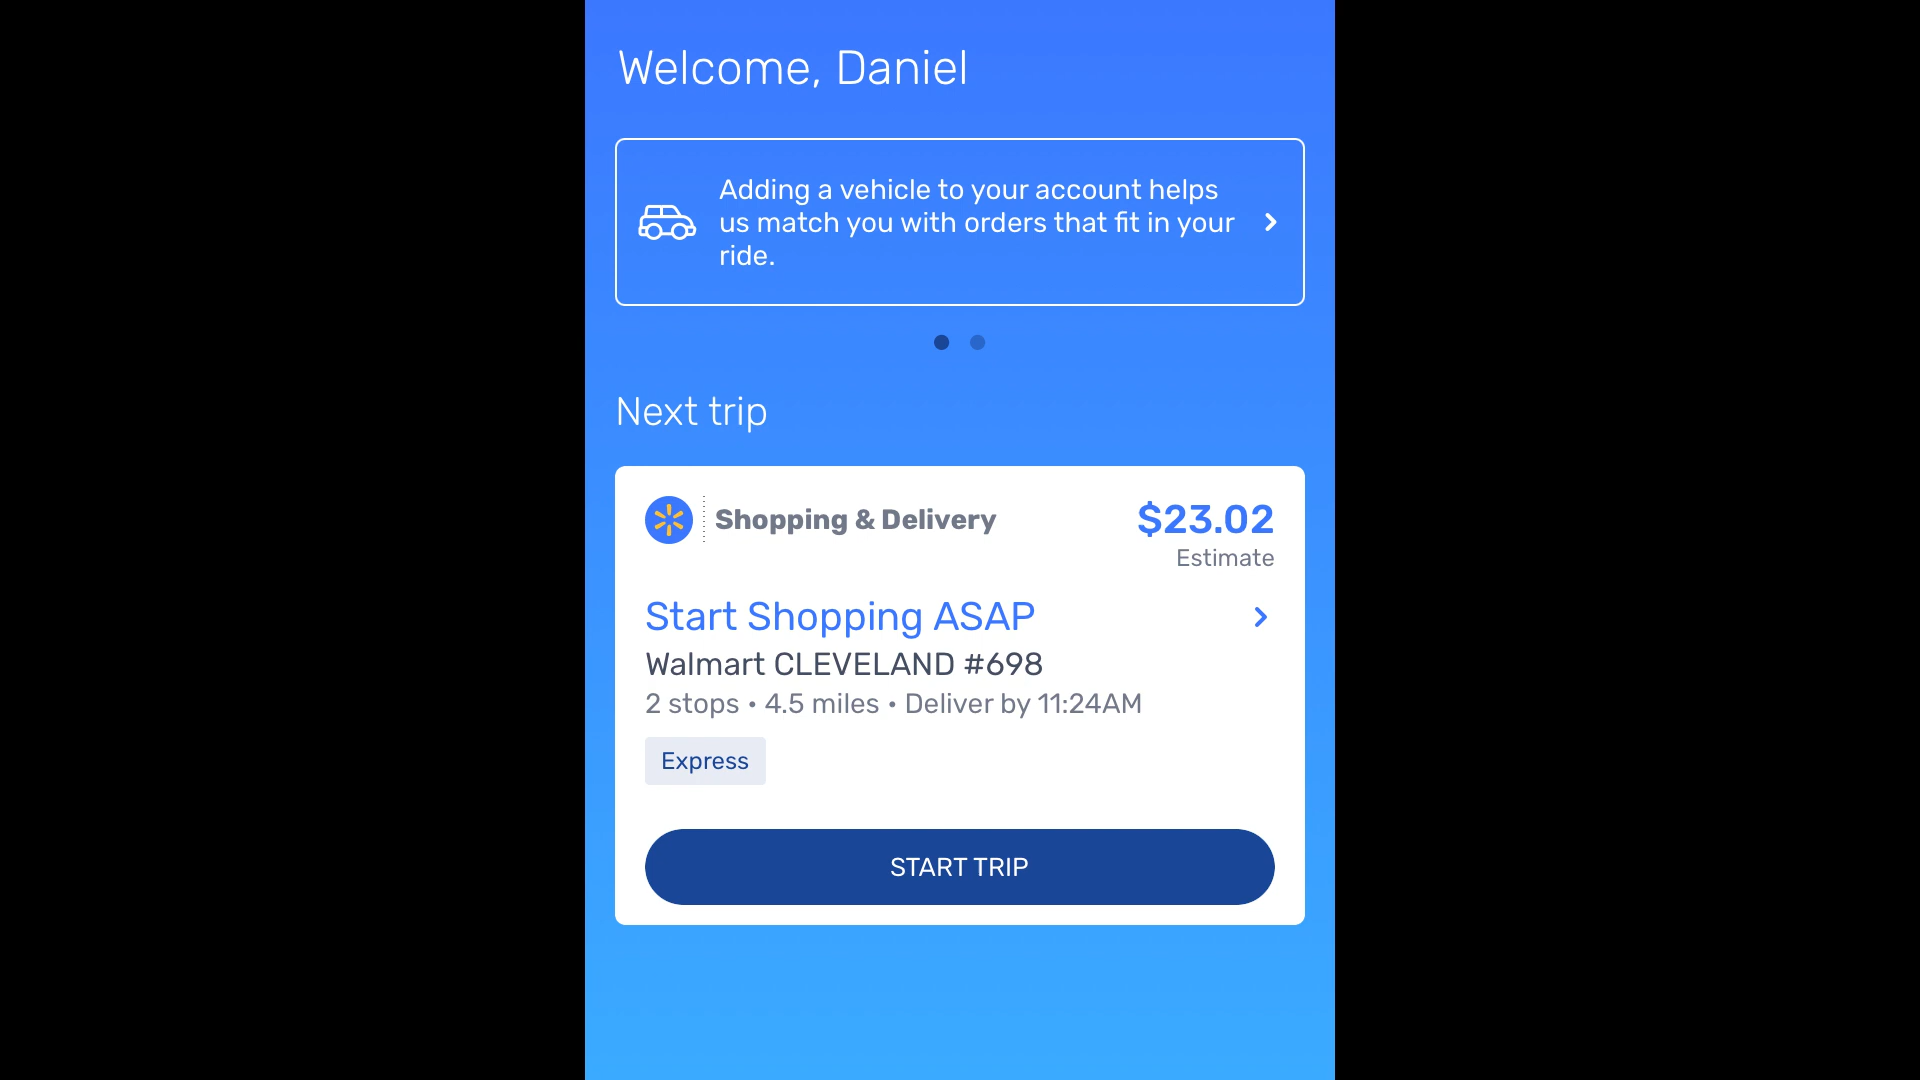 Welcome, Daniel
Adding a vehicle to your account helps
us match you with orders that fit in your
ride.
Next trip
Shopping & Delivery
$23.02
Estimate
Start Shopping ASAP
Walmart CLEVELAND #698
2 stops • 4.5 miles • Deliver by 11:24AM
Express
START TRIP